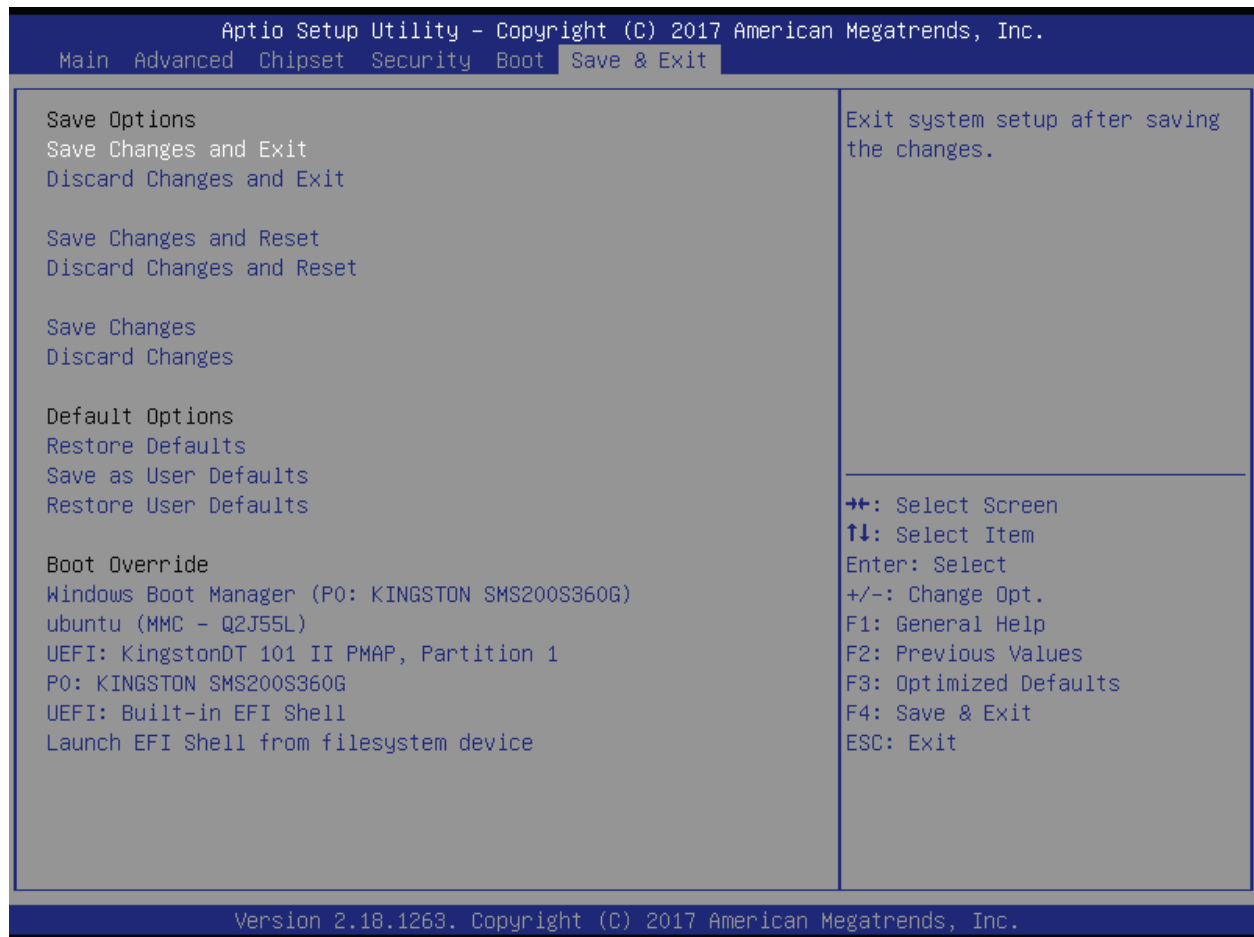 Aptio Setup Utility – Copyright (C) 2017 American Megatrends, Inc.
Main Advanced Chipset Security Boot Save & Exit
Save Options
Save Changes and Exit
Discard Changes and Exit
Save Changes and Reset
Discard Changes and Reset
Save Changes
Discard Changes
Default Options
Restore Defaults
Save as User Defaults
Restore User Defaults
Boot Override
Windows Boot Manager (P0: KINGSTON SMS200S360G)
ubuntu (MMC – Q2J55L)
UEFI: KingstonDT 101 II PMAP, Partition 1
P0: KINGSTON SMS200S360G
UEFI: Built-in EFI Shell
Launch EFI Shell from filesystem device
Exit system setup after saving
the changes.
→←: Select Screen
↑↓: Select Item
Enter: Select
+/-: Change Opt.
F1: General Help
F2: Previous Values
F3: Optimized Defaults
F4: Save & Exit
ESC: Exit
Version 2.18.1263. Copyright (C) 2017 American Megatrends, Inc.